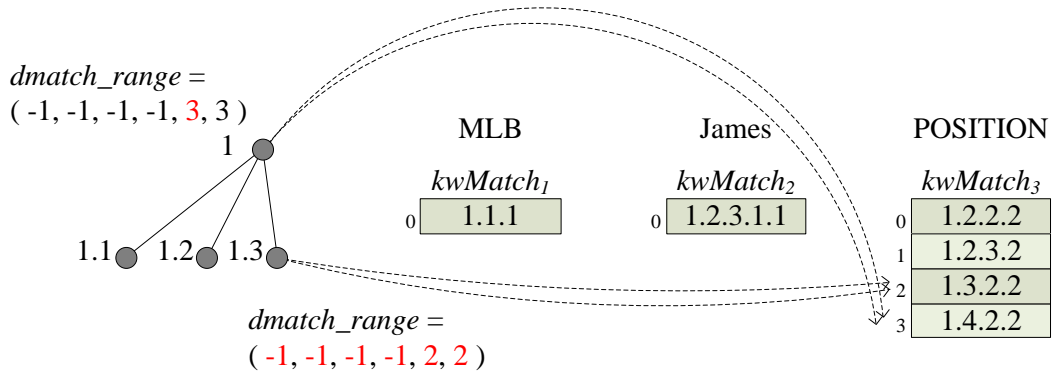 dmatch_range =
( -1, -1, -1, -1, 3, 3 )
MLB James POSITION
1
kwMatch1 kwMatch2 kwMatch3
0 1.1.1 0 1.2.3.1.1 0 1.2.2.2
1.1 1.2 1.3 1 1.2.3.2
2 1.3.2.2
3 1.4.2.2
dmatch_range =
( -1, -1, -1, -1, 2, 2 )